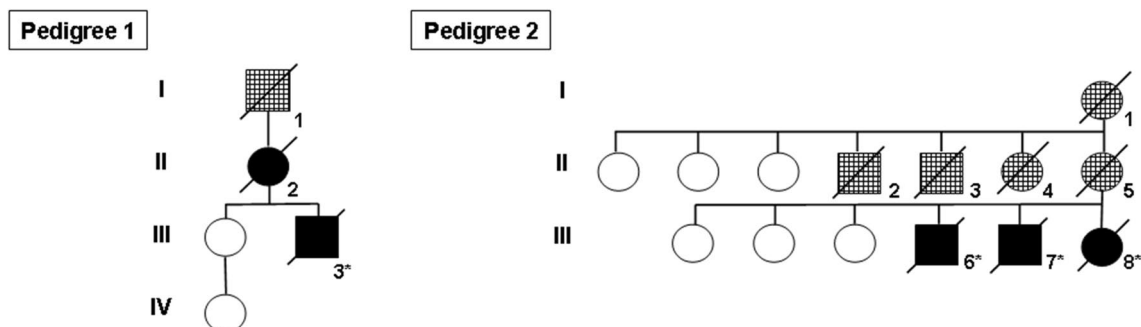 Pedigree 1
I
1
II
2
III
3*
IV
Pedigree 2
I
1
II
2 3 4 5
III
6* 7* 8*